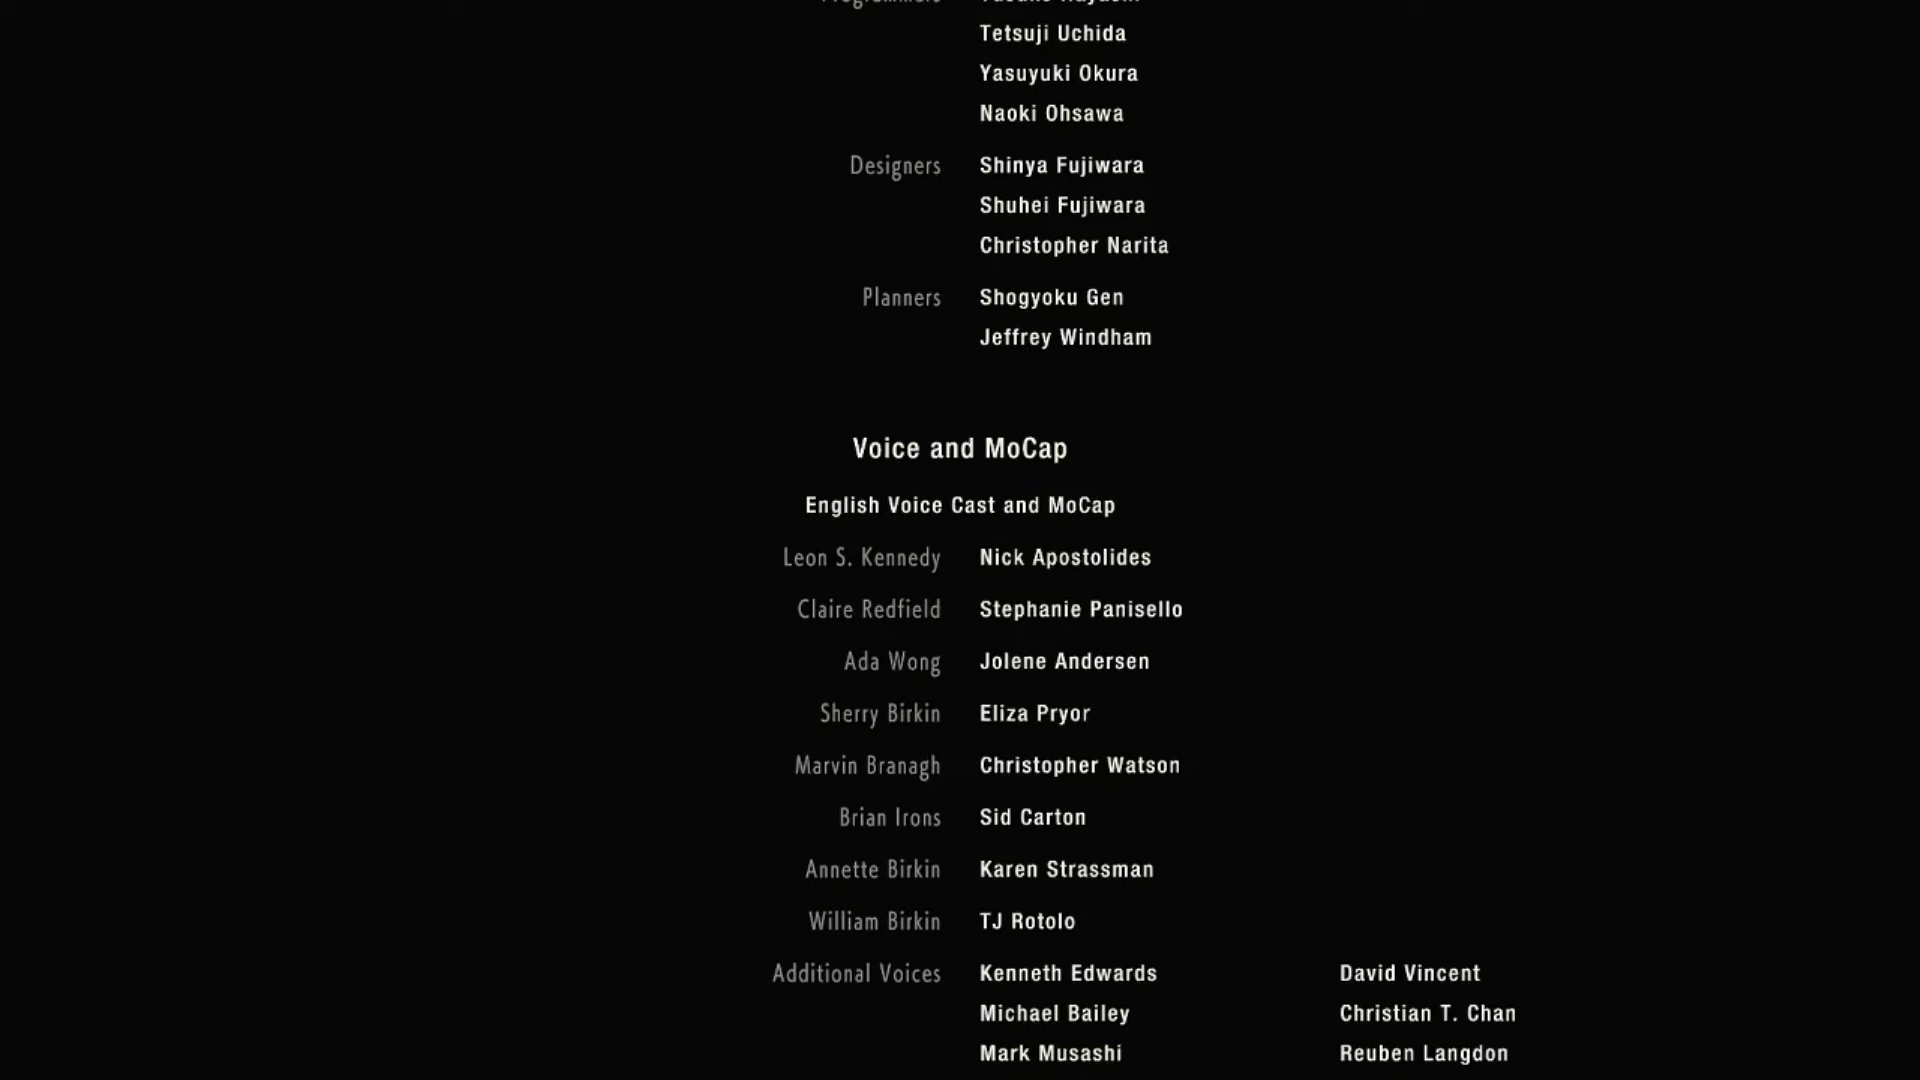 Tetsuji Uchida
Yasuyuki Okura
Naoki Ohsawa
Designers Shinya Fujiwara
Shuhei Fujiwara
Christopher Narita
Planners Shogyoku Gen
Jeffrey Windham
Voice and MoCap
English Voice Cast and MoCap
Leon S. Kennedy Nick Apostolides
Claire Redfield Stephanie Panisello
Ada Wong Jolene Andersen
Sherry Birkin Eliza Pryor
Marvin Branagh Christopher Watson
Brian Irons Sid Carton
Annette Birkin Karen Strassman
William Birkin TJ Rotolo
Additional Voices Kenneth Edwards David Vincent
Michael Bailey Christian T. Chan
Mark Musashi Reuben Langdon